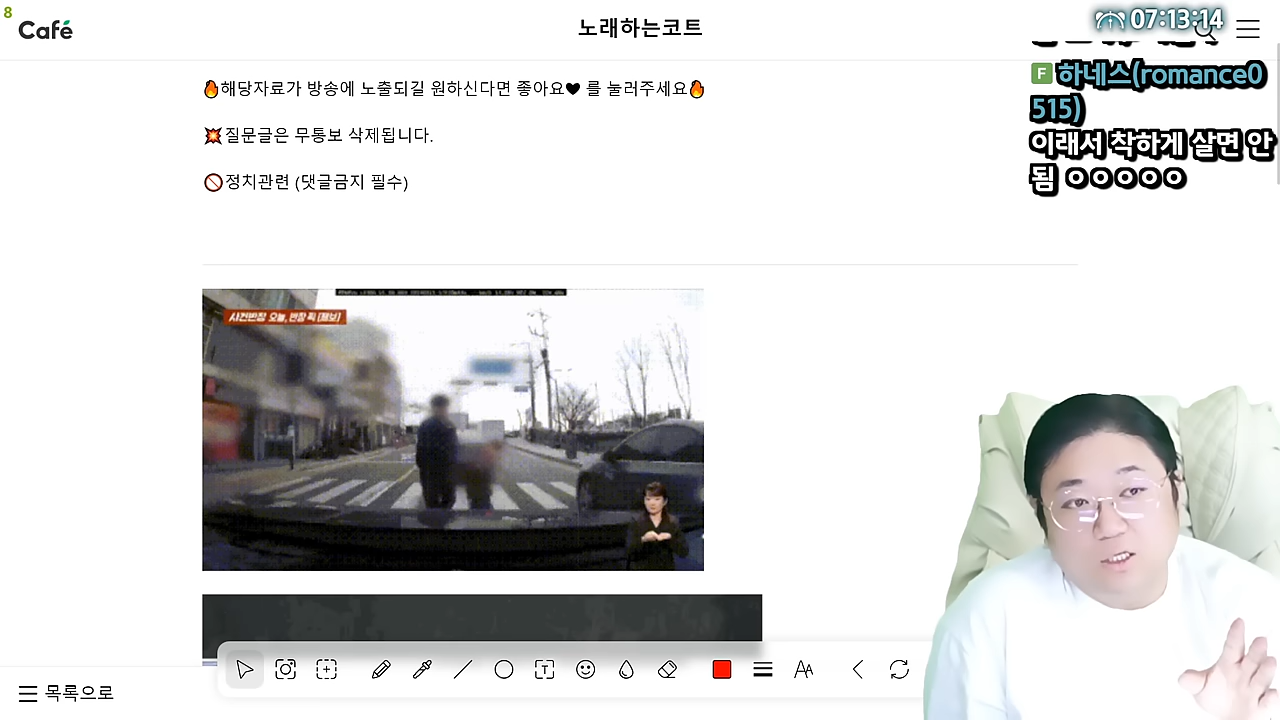 8
Café
노래하는코트
07:13:14
🔥해당자료가 방송에 노출되길 원하신다면 좋아요🖤 를 눌러주세요🔥
💥질문글은 무통보 삭제됩니다.
🚫정치관련 (댓글금지 필수)
F 하네스(romance0
515)
이래서 착하게 살면 안
됨 ㅇㅇㅇㅇㅇ
사건반장 오늘, 반장 픽 [제보]
T
AA
목록으로